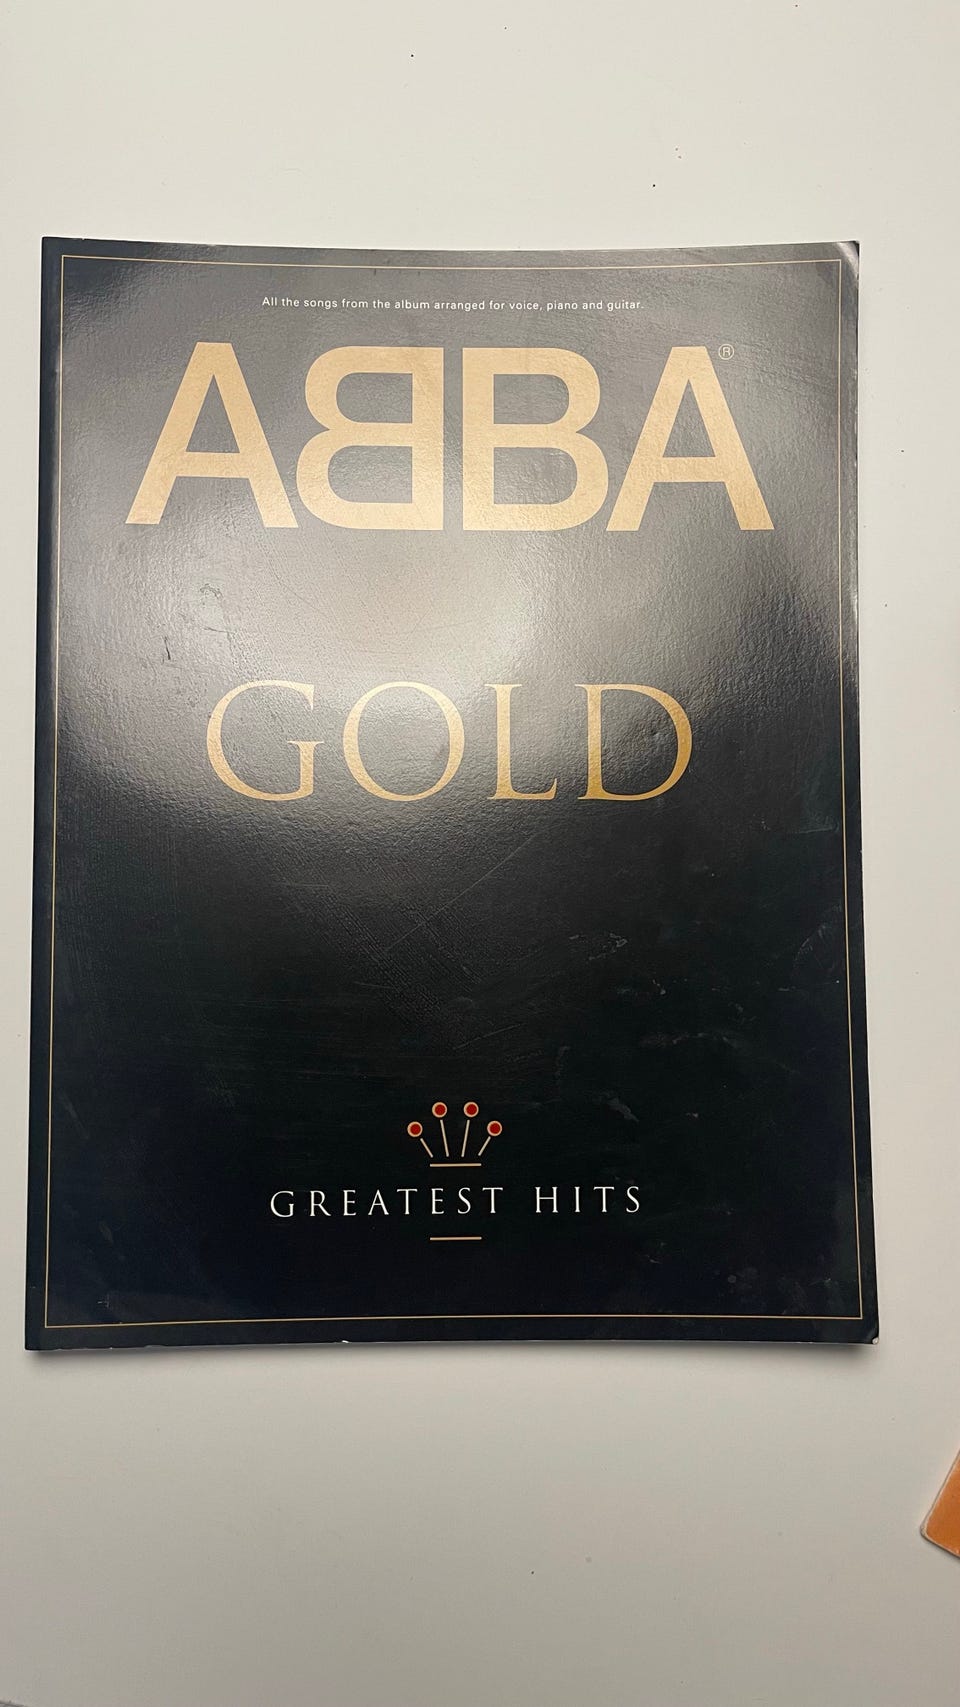 All the songs from the album arranged for voice, piano and guitar.
ABBA®
GOLD
GREATEST HITS